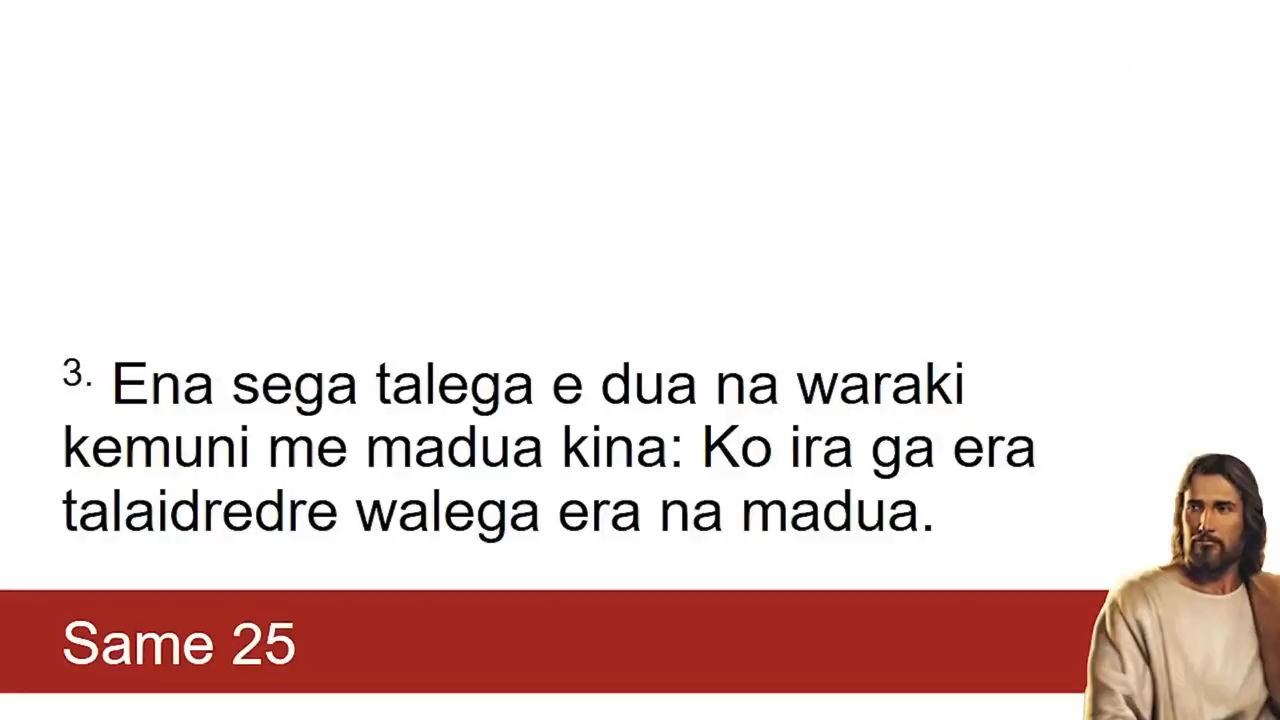 3. Ena sega talega e dua na waraki
kemuni me madua kina: Ko ira ga era
talaidredre walega era na madua.
Same 25